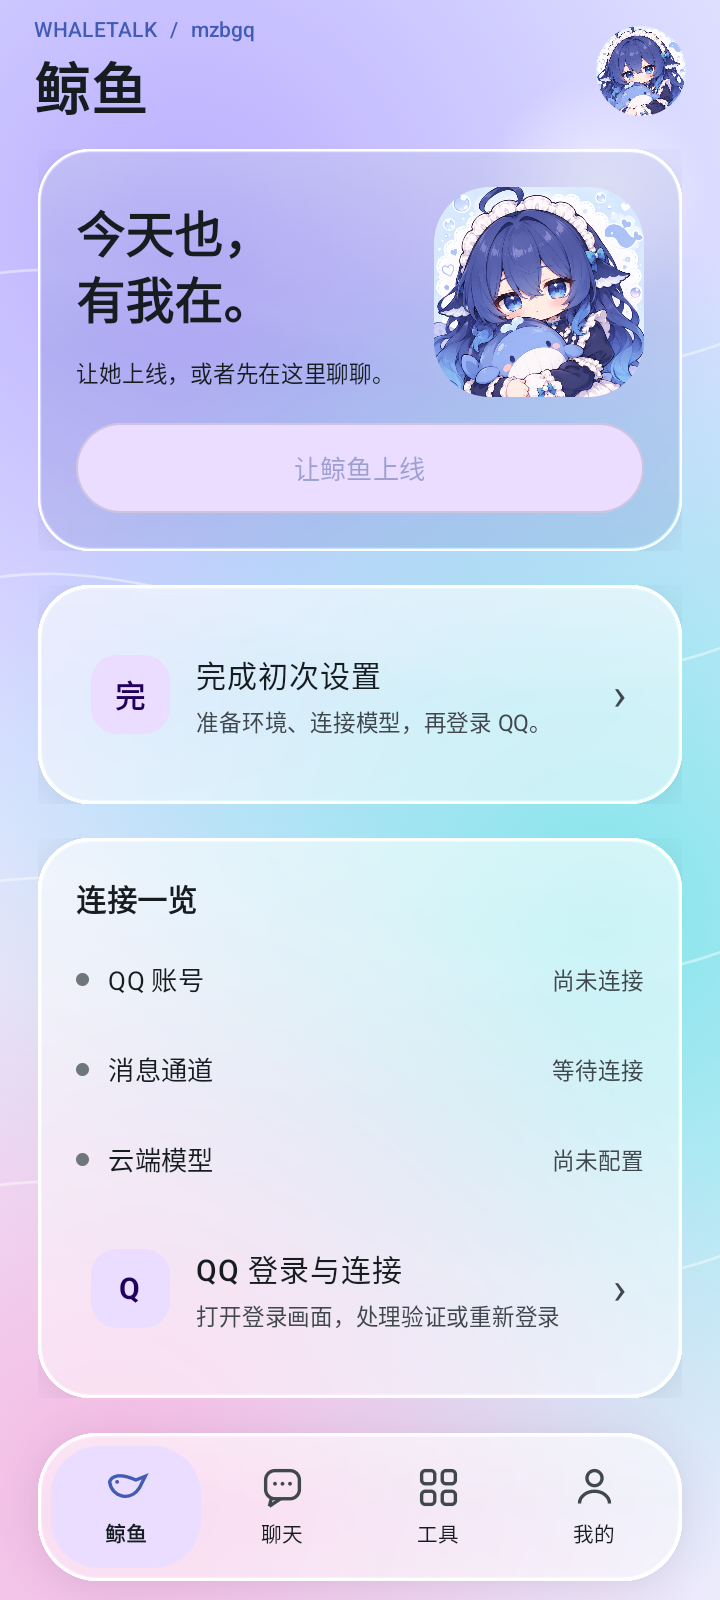 WHALETALK / mzbgq
鲸鱼
今天也，
有我在。
让她上线，或者先在这里聊聊。
让鲸鱼上线
完
完成初次设置
准备环境、连接模型，再登录 QQ。
›
连接一览
QQ 账号
尚未连接
消息通道
等待连接
云端模型
尚未配置
Q
QQ 登录与连接
打开登录画面，处理验证或重新登录
›
鲸鱼
聊天
工具
我的